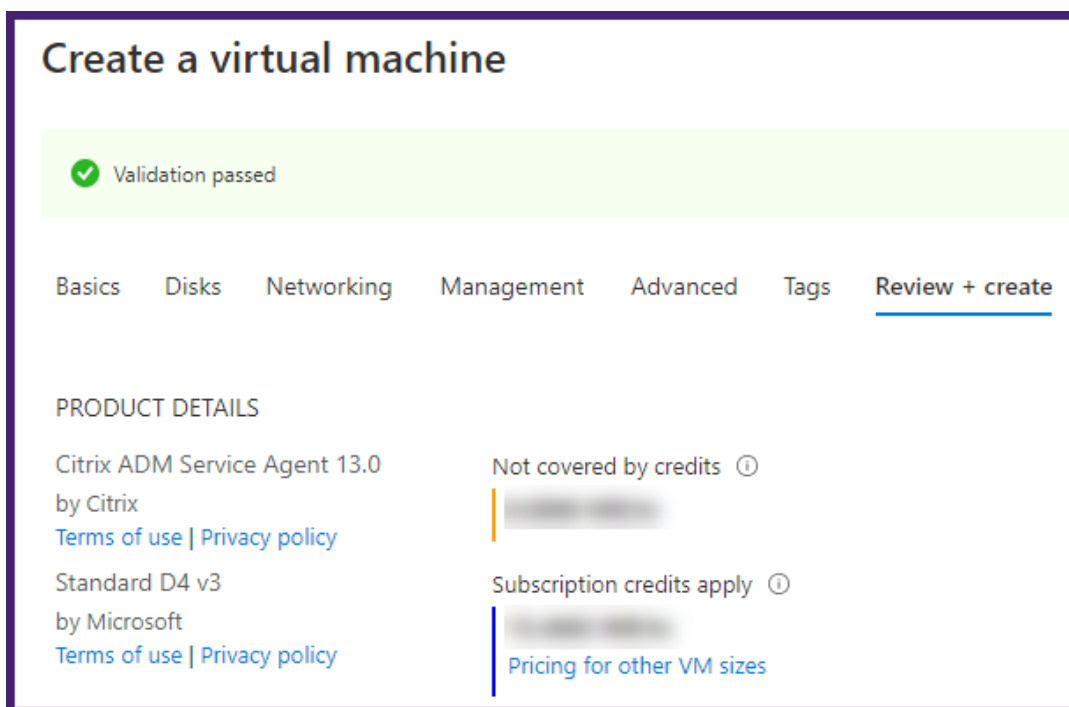 Create a virtual machine
Validation passed
Basics Disks Networking Management Advanced Tags Review + create
PRODUCT DETAILS
Citrix ADM Service Agent 13.0
by Citrix
Terms of use | Privacy policy
Not covered by credits
Standard D4 v3
by Microsoft
Terms of use | Privacy policy
Subscription credits apply
Pricing for other VM sizes